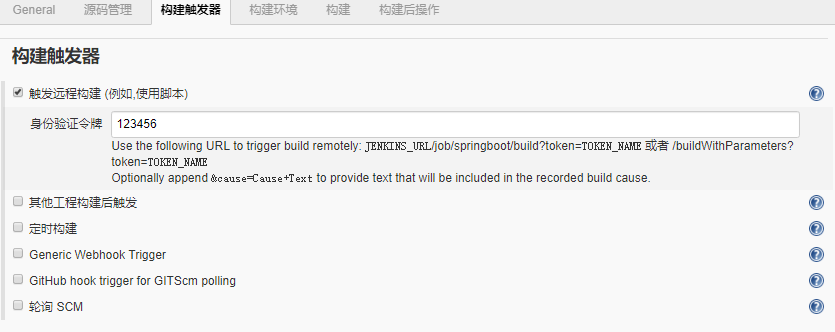 General 源码管理 构建触发器 构建环境 构建 构建后操作
构建触发器
触发远程构建 (例如,使用脚本)
身份验证令牌 123456
Use the following URL to trigger build remotely: JENKINS_URL/job/springboot/build?token=TOKEN_NAME 或者 /buildWithParameters?
token=TOKEN_NAME
Optionally append &cause=Cause+Text to provide text that will be included in the recorded build cause.
其他工程构建后触发
定时构建
Generic Webhook Trigger
GitHub hook trigger for GITScm polling
轮询 SCM